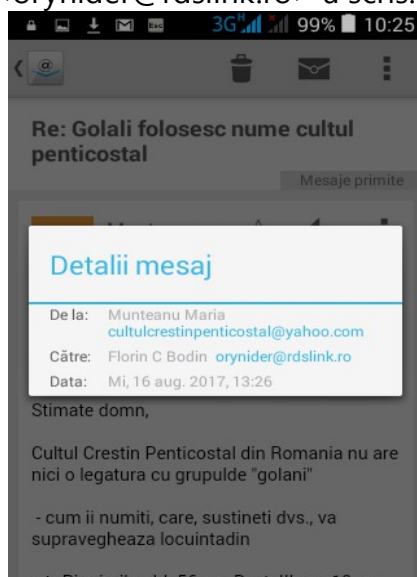 orynider@rdslink.ro> a scris:
Esc 3G H 99% 10:25
@
Re: Golali folosesc nume cultul
penticostal
Mesaje primite
Detalii mesaj
De la: Munteanu Maria
cultulcrestinpenticostal@yahoo.com
Către: Florin C Bodin orynider@rdslink.ro
Data: Mi, 16 aug. 2017, 13:26
Stimate domn,
Cultul Crestin Penticostal din Romania nu are
nici o legatura cu grupulde "golani"
- cum ii numiti, care, sustineti dvs., va
supravegheaza locuintadin